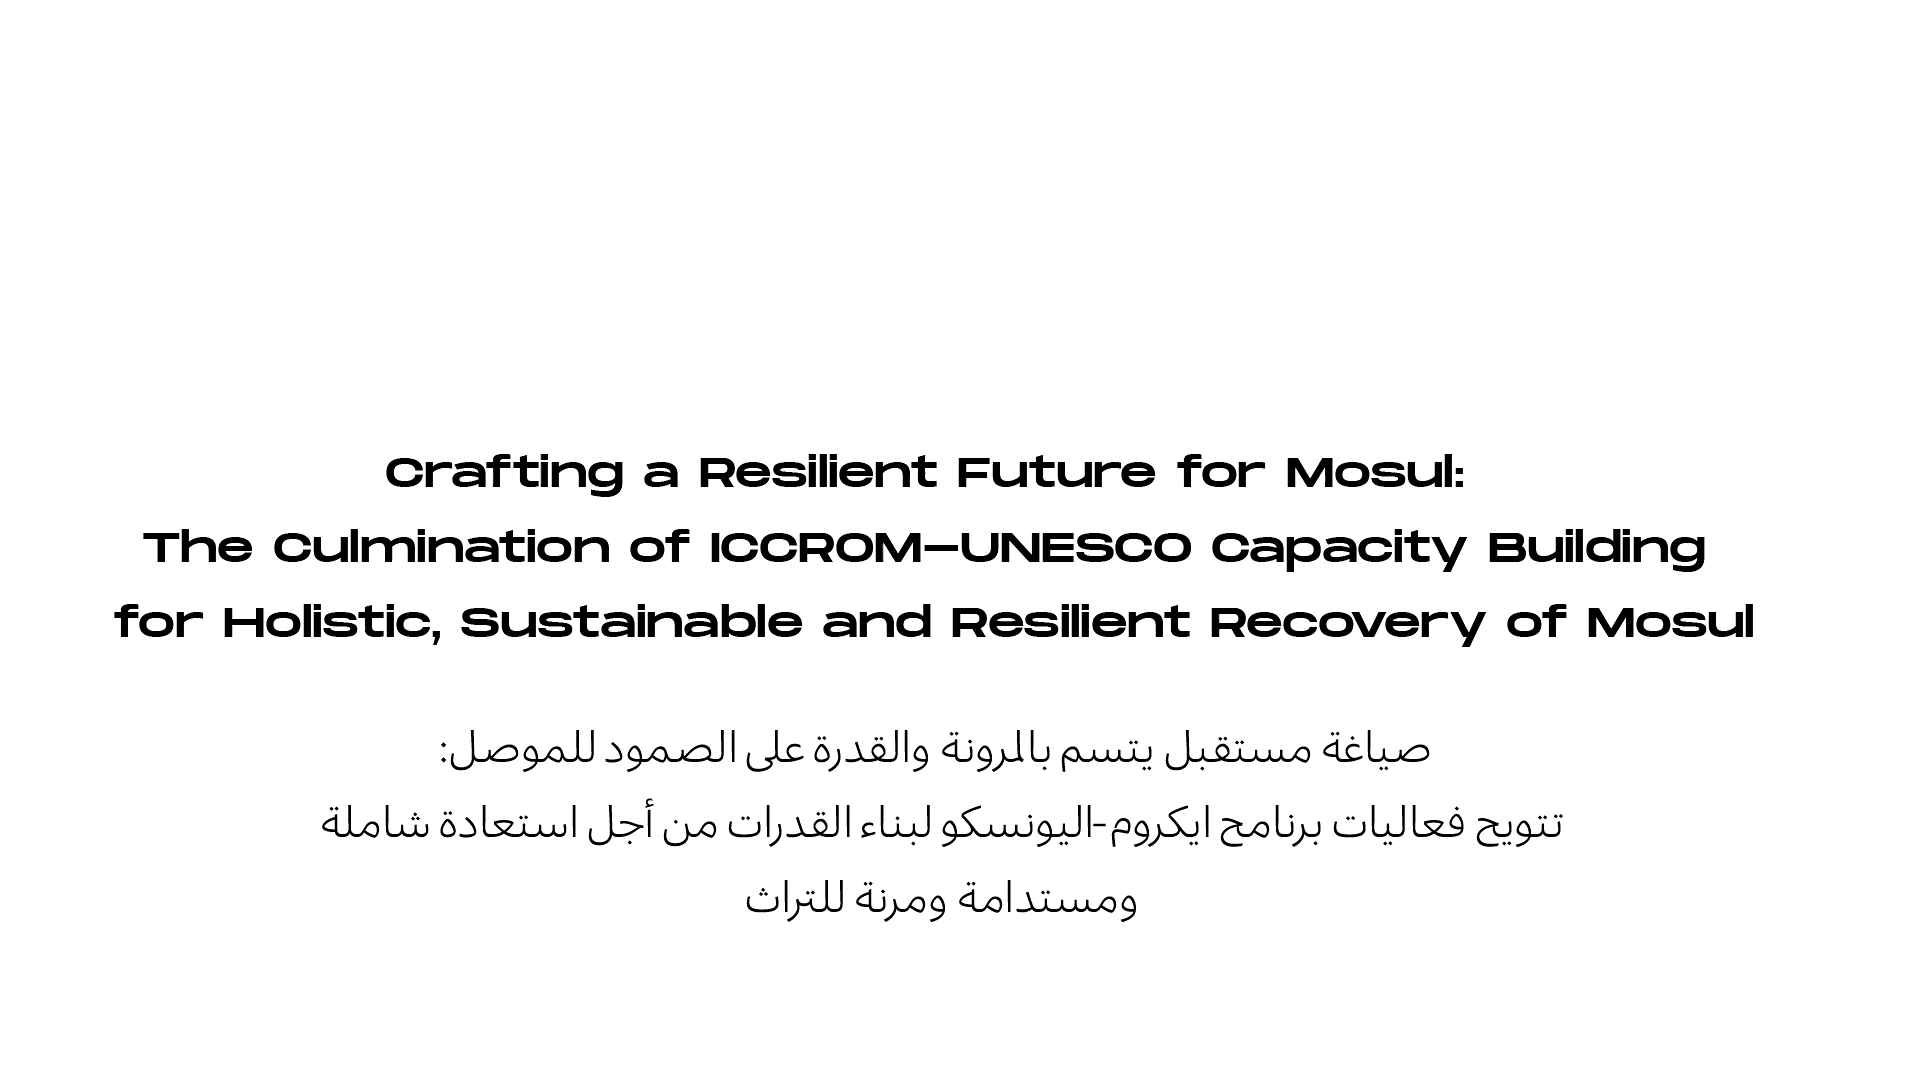 Crafting a Resilient Future for Mosul:
The Culmination of ICCROM–UNESCO Capacity Building
for Holistic, Sustainable and Resilient Recovery of Mosul
صياغة مستقبل يتسم بالمرونة والقدرة على الصمود للموصل:
تتويح فعاليات برنامح ايكروم-اليونسكو لبناء القدرات من أجل استعادة شاملة
ومستدامة ومرنة للتراث